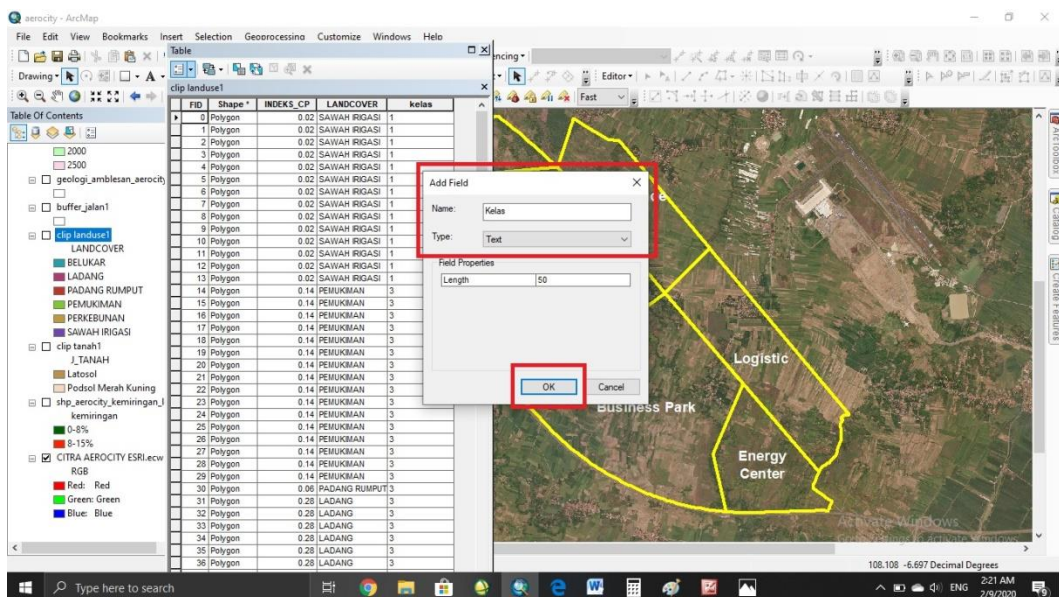 aerocity - ArcMap
File Edit View Bookmarks Insert Selection Geoprocessing Customize Windows Help
Drawing
Editor
Fast
Table Of Contents
2000
2500
geologi_amblesan_aerocity
buffer_jalan1
clip landuse1
LANDCOVER
BELUKAR
LADANG
PADANG RUMPUT
PEMUKIMAN
PERKEBUNAN
SAWAH IRIGASI
clip tanah1
J_TANAH
Latosol
Podsol Merah Kuning
shp_aerocity_kemiringan_l
kemiringan
0-8%
8-15%
CITRA AEROCITY ESRI.ecw
RGB
Red: Red
Green: Green
Blue: Blue
Table
clip landuse1
FID Shape * INDEKS_CP LANDCOVER kelas
0 Polygon 0.02 SAWAH IRIGASI 1
1 Polygon 0.02 SAWAH IRIGASI 1
2 Polygon 0.02 SAWAH IRIGASI 1
3 Polygon 0.02 SAWAH IRIGASI 1
4 Polygon 0.02 SAWAH IRIGASI 1
5 Polygon 0.02 SAWAH IRIGASI 1
6 Polygon 0.02 SAWAH IRIGASI 1
7 Polygon 0.02 SAWAH IRIGASI 1
8 Polygon 0.02 SAWAH IRIGASI 1
9 Polygon 0.02 SAWAH IRIGASI 1
10 Polygon 0.02 SAWAH IRIGASI 1
11 Polygon 0.02 SAWAH IRIGASI 1
12 Polygon 0.02 SAWAH IRIGASI 1
13 Polygon 0.02 SAWAH IRIGASI 1
14 Polygon 0.14 PEMUKIMAN 3
15 Polygon 0.14 PEMUKIMAN 3
16 Polygon 0.14 PEMUKIMAN 3
17 Polygon 0.14 PEMUKIMAN 3
18 Polygon 0.14 PEMUKIMAN 3
19 Polygon 0.14 PEMUKIMAN 3
20 Polygon 0.14 PEMUKIMAN 3
21 Polygon 0.14 PEMUKIMAN 3
22 Polygon 0.14 PEMUKIMAN 3
23 Polygon 0.14 PEMUKIMAN 3
24 Polygon 0.14 PEMUKIMAN 3
25 Polygon 0.14 PEMUKIMAN 3
26 Polygon 0.14 PEMUKIMAN 3
27 Polygon 0.14 PEMUKIMAN 3
28 Polygon 0.14 PEMUKIMAN 3
29 Polygon 0.14 PEMUKIMAN 3
30 Polygon 0.06 PADANG RUMPUT 3
31 Polygon 0.28 LADANG 3
32 Polygon 0.28 LADANG 3
33 Polygon 0.28 LADANG 3
34 Polygon 0.28 LADANG 3
35 Polygon 0.28 LADANG 3
36 Polygon 0.28 LADANG 3
Add Field
Name: Kelas
Type: Text
Field Properties
Length 50
OK Cancel
Logistic
Business Park
Energy
Center
Activate Windows
ArcToolbox
Catalog
Create Features
108.108 -6.697 Decimal Degrees
Type here to search
ENG
2:21 AM
2/9/2020